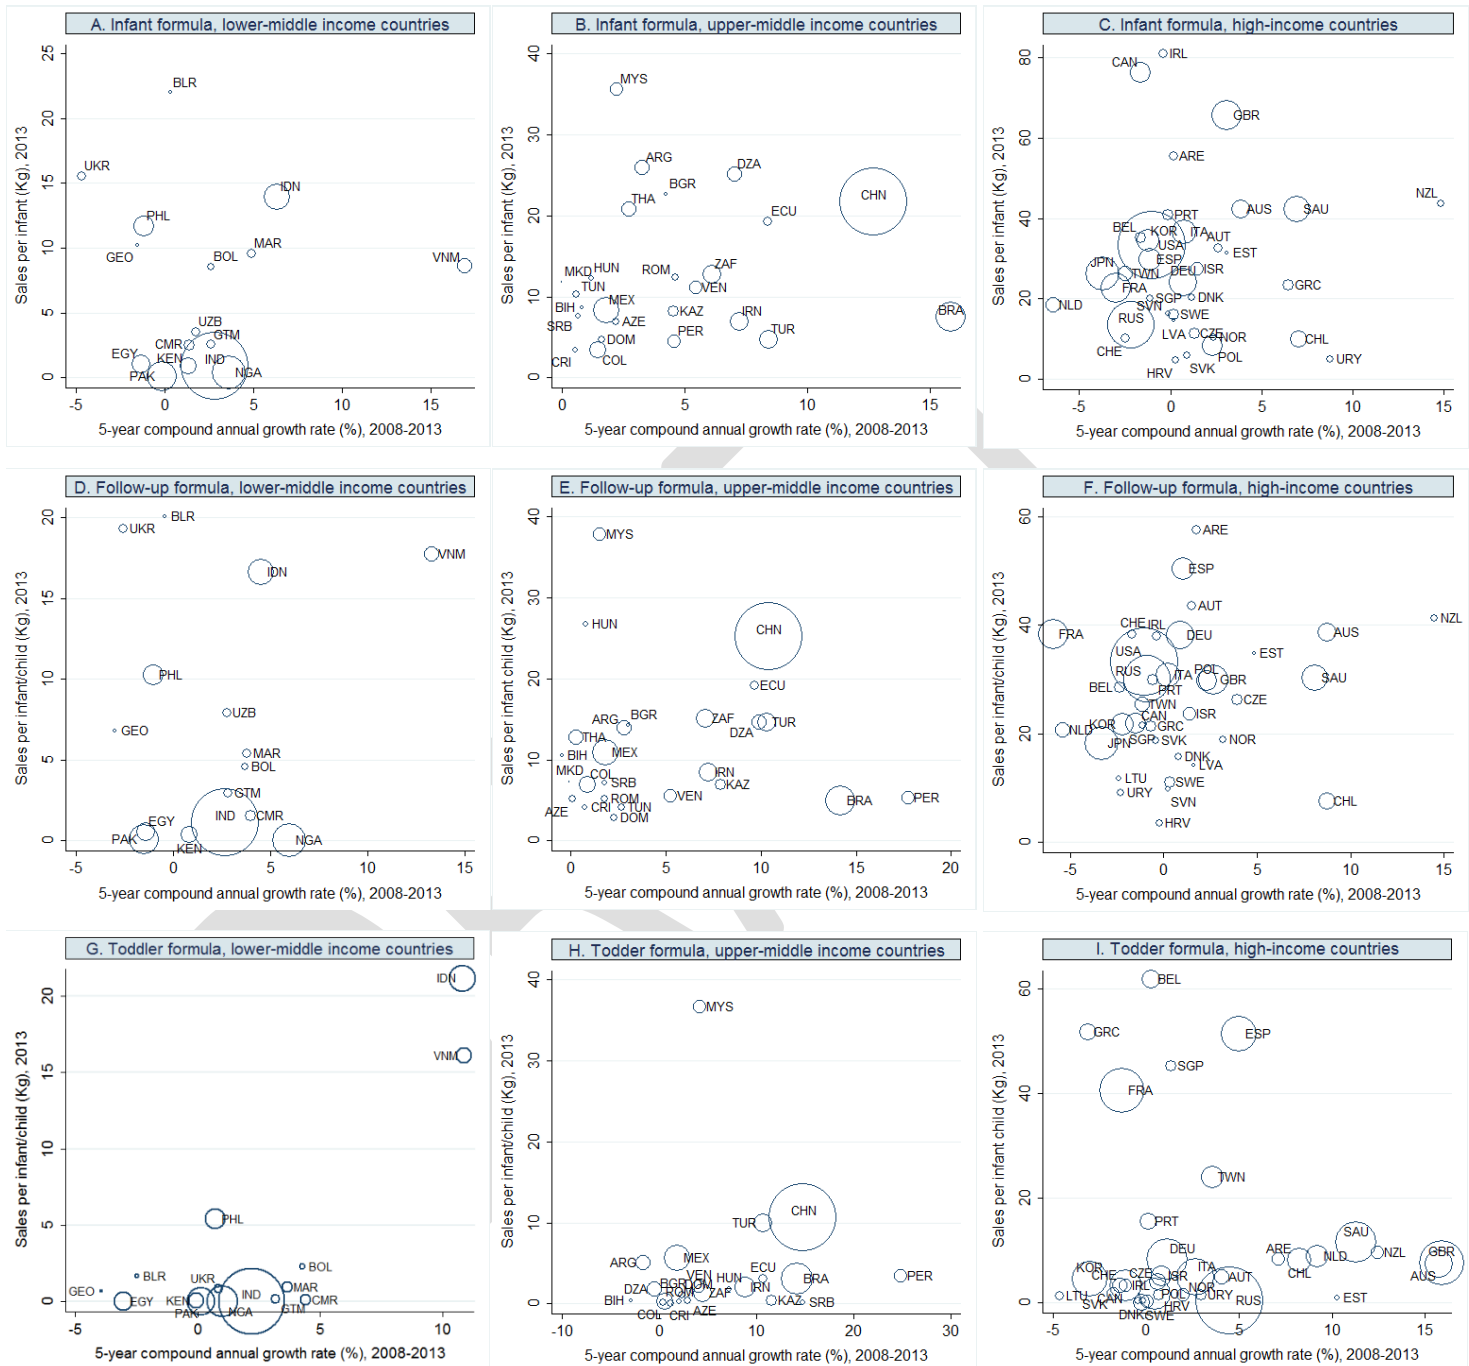 A. Infant formula, lower-middle income countries
Sales per infant (Kg), 2013
25
20
15
10
5
0
BLR
UKR
IDN
PHL
GEO
MAR
BOL
VNM
UZB
GTM
CMR
EGY
KEN
IND
PAK
NGA
-5 0 5 10 15
5-year compound annual growth rate (%), 2008-2013
B. Infant formula, upper-middle income countries
Sales per infant (Kg), 2013
40
30
20
10
0
MYS
ARG
DZA
BGR
CHN
THA
ECU
MKD
HUN
ROM
ZAF
TUN
VEN
BIH
MEX
SRB
AZE
KAZ
IRN
BRA
DOM
PER
TUR
CRI
COL
0 5 10 15
5-year compound annual growth rate (%), 2008-2013
C. Infant formula, high-income countries
Sales per infant (Kg), 2013
80
60
40
20
0
IRL
CAN
GBR
ARE
NZL
PRT
AUS
SAU
BEL
KOR
ITA
AUT
USA
EST
ESP
JPN
TWN
DEU
ISR
FRA
GRC
NLD
SGP
DNK
SVN
SWE
RUS
LVA
CZE
NOR
CHL
CHE
POL
HRV
SVK
URY
-5 0 5 10 15
5-year compound annual growth rate (%), 2008-2013
D. Follow-up formula, lower-middle income countries
Sales per infant/child (Kg), 2013
20
15
10
5
0
BLR
UKR
VNM
IDN
PHL
UZB
GEO
MAR
BOL
GTM
IND
CMR
EGY
PAK
KEN
NGA
-5 0 5 10 15
5-year compound annual growth rate (%), 2008-2013
E. Follow-up formula, upper-middle income countries
Sales per infant/child (Kg), 2013
40
30
20
10
0
MYS
HUN
CHN
ECU
ARG
BGR
ZAF
TUR
DZA
THA
BIH
MEX
MKD
COL
SRB
IRN
KAZ
AZE
ROM
CRI
TUN
VEN
BRA
PER
DOM
0 5 10 15 20
5-year compound annual growth rate (%), 2008-2013
F. Follow-up formula, high-income countries
Sales per infant/child (Kg), 2013
60
40
20
0
ARE
ESP
AUT
NZL
FRA
CHE
IRL
DEU
AUS
USA
EST
RUS
ITA
POL
GBR
SAU
BEL
PRT
CZE
TWN
CAN
ISR
KOR
GRC
NLD
JPN
SGP
SVK
NOR
DNK
LVA
LTU
SWE
URY
SVN
CHL
HRV
-5 0 5 10 15
5-year compound annual growth rate (%), 2008-2013
G. Toddler formula, lower-middle income countries
Sales per infant/child (Kg), 2013
20
15
10
5
0
IDN
VNM
PHL
BOL
BLR
UKR
GEO
MAR
IND
EGY
KEN
CMR
PAK
NGA
GTM
-5 0 5 10
5-year compound annual growth rate (%), 2008-2013
H. Todder formula, upper-middle income countries
Sales per infant/child (Kg), 2013
40
30
20
10
0
MYS
CHN
TUR
ARG
MEX
VEN
ECU
HUN
BRA
PER
DZA
BGR
DOM
IRN
BIH
ROM
ZAF
KAZ
SRB
COL
CRI
AZE
-10 0 10 20 30
5-year compound annual growth rate (%), 2008-2013
I. Todder formula, high-income countries
Sales per infant child (Kg), 2013
60
40
20
0
BEL
GRC
ESP
SGP
FRA
TWN
PRT
SAU
DEU
ARE
NLD
NZL
GBR
KOR
CHE
CZE
ISR
ITA
AUT
CHL
AUS
LTU
CAN
POL
NOR
URY
RUS
EST
SVK
DNK
SWE
HRV
IRL
-5 0 5 10 15
5-year compound annual growth rate (%), 2008-2013